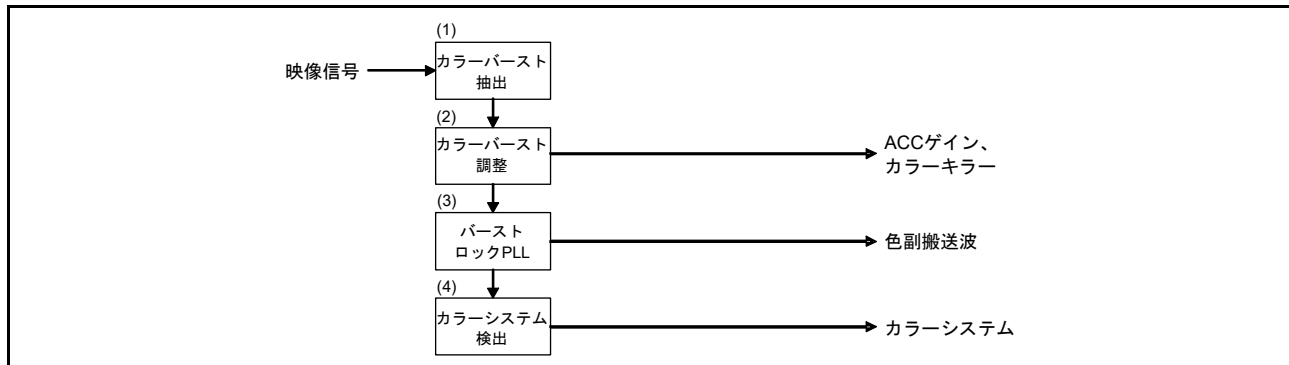 (1)
映像信号
カラーバースト
抽出
(2)
カラーバースト
調整
ACCゲイン、
カラーキラー
(3)
バースト
ロックPLL
色副搬送波
(4)
カラーシステム
検出
カラーシステム